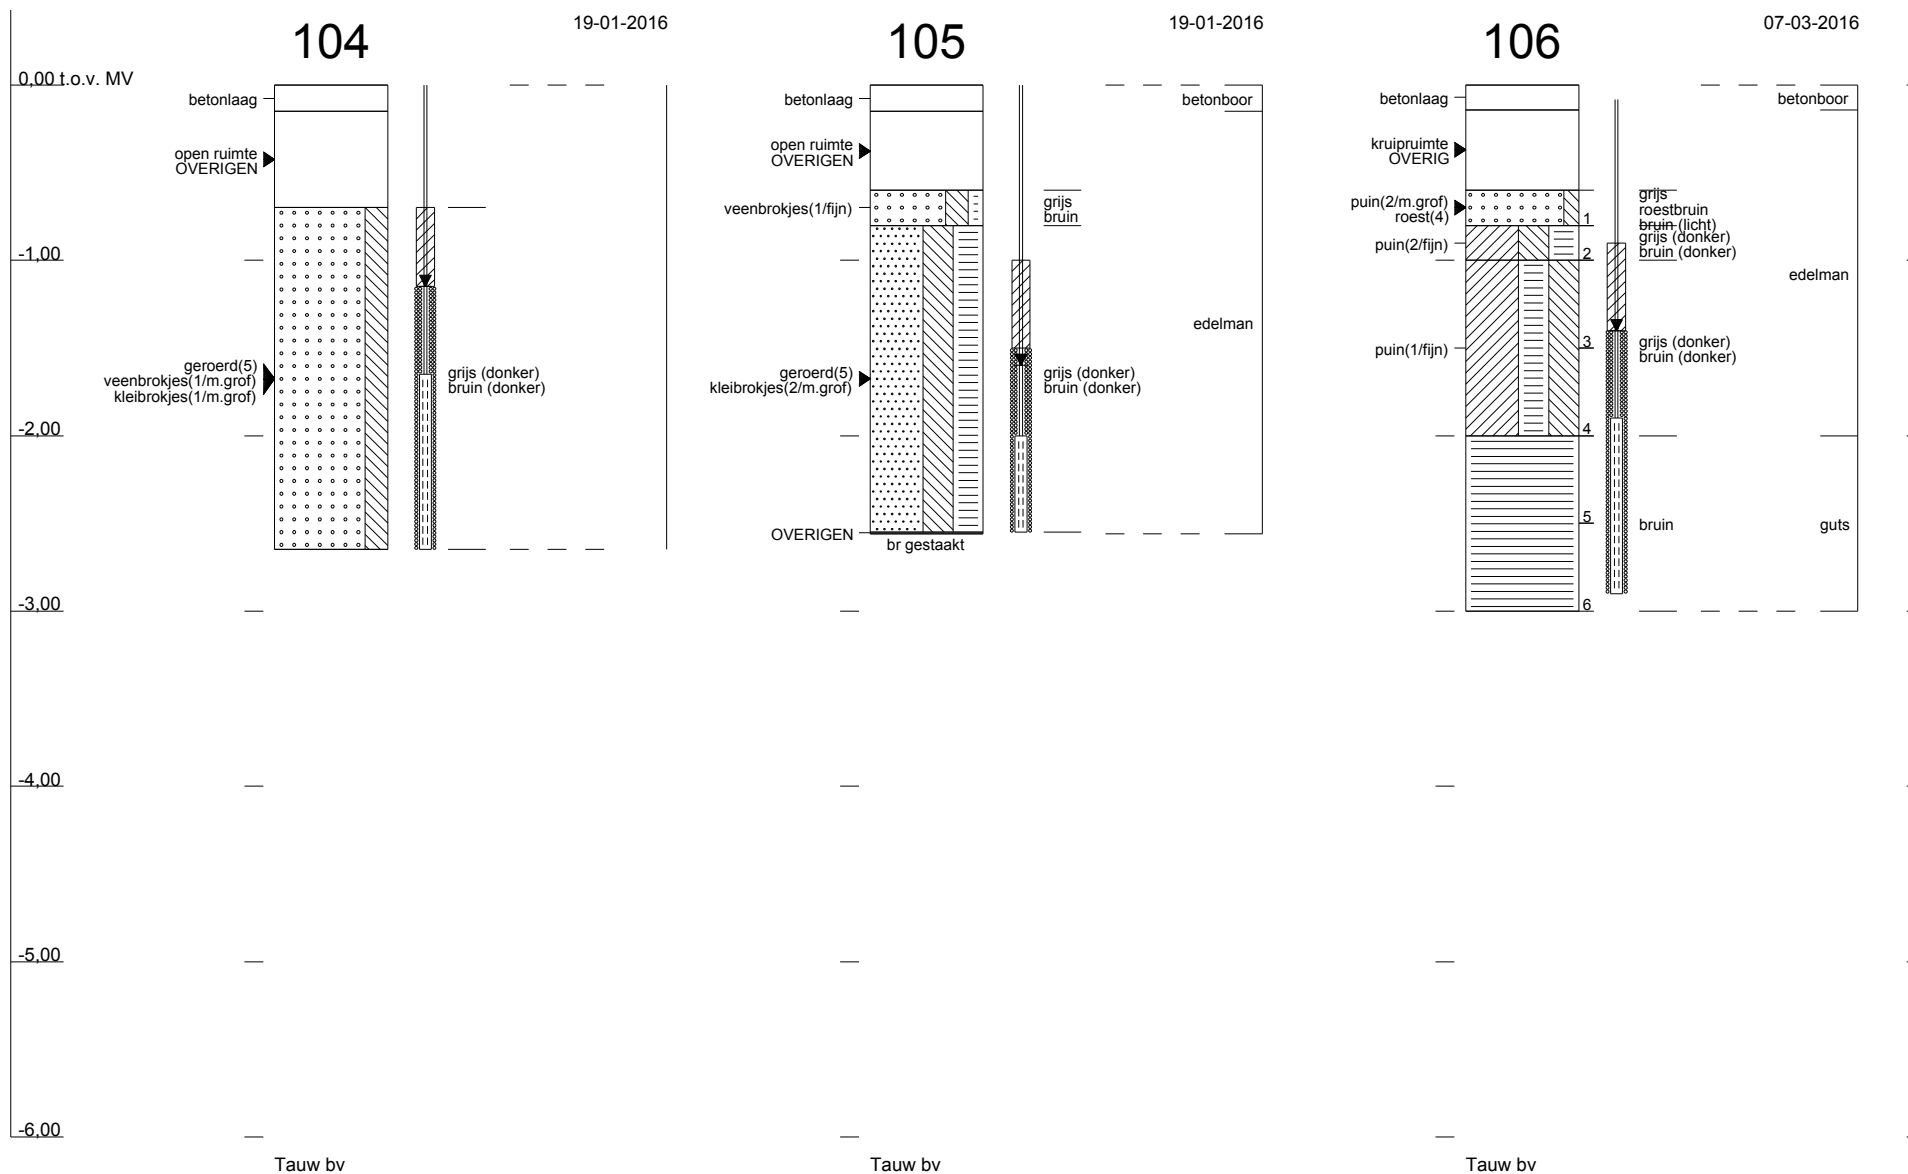 104
19-01-2016
105
19-01-2016
106
07-03-2016
0,00 t.o.v. MV
-1,00
-2,00
-3,00
-4,00
-5,00
-6,00
betonlaag
open ruimte
OVERIGEN
geroerd(5)
veenbrokjes(1/m.grof)
kleibrokjes(1/m.grof)
grijs (donker)
bruin (donker)
Tauw bv
betonlaag
open ruimte
OVERIGEN
veenbrokjes(1/fijn)
geroerd(5)
kleibrokjes(2/m.grof)
OVERIGEN
br gestaakt
grijs
bruin
grijs (donker)
bruin (donker)
betonboor
edelman
Tauw bv
betonlaag
kruipruimte
OVERIG
puin(2/m.grof)
roest(4)
puin(2/fijn)
puin(1/fijn)
1
2
3
4
5
6
grijs
roestbruin
bruin (licht)
grijs (donker)
bruin (donker)
grijs (donker)
bruin (donker)
bruin
betonboor
edelman
guts
Tauw bv